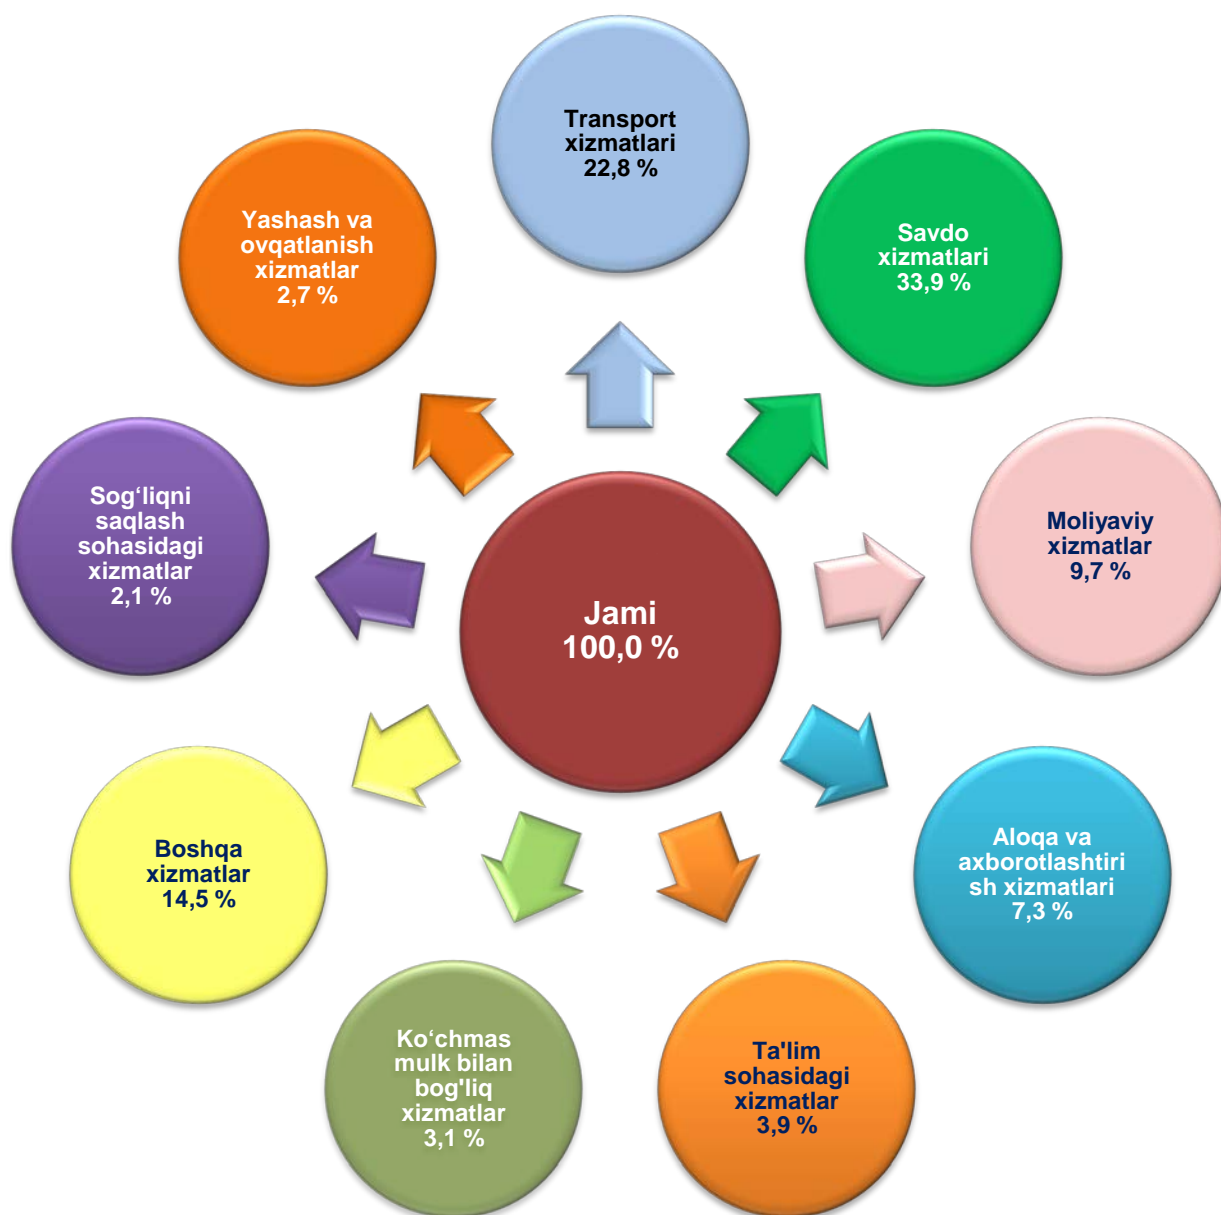 Transport
xizmatlari
22,8 %
Savdo
xizmatlari
33,9 %
Moliyaviy
xizmatlar
9,7 %
Aloqa va
axborotlashtiri
sh xizmatlari
7,3 %
Ta'lim
sohasidagi
xizmatlar
3,9 %
Ko‘chmas
mulk bilan
bog'liq
xizmatlar
3,1 %
Boshqa
xizmatlar
14,5 %
Sog‘liqni
saqlash
sohasidagi
xizmatlar
2,1 %
Yashash va
ovqatlanish
xizmatlar
2,7 %
Jami
100,0 %